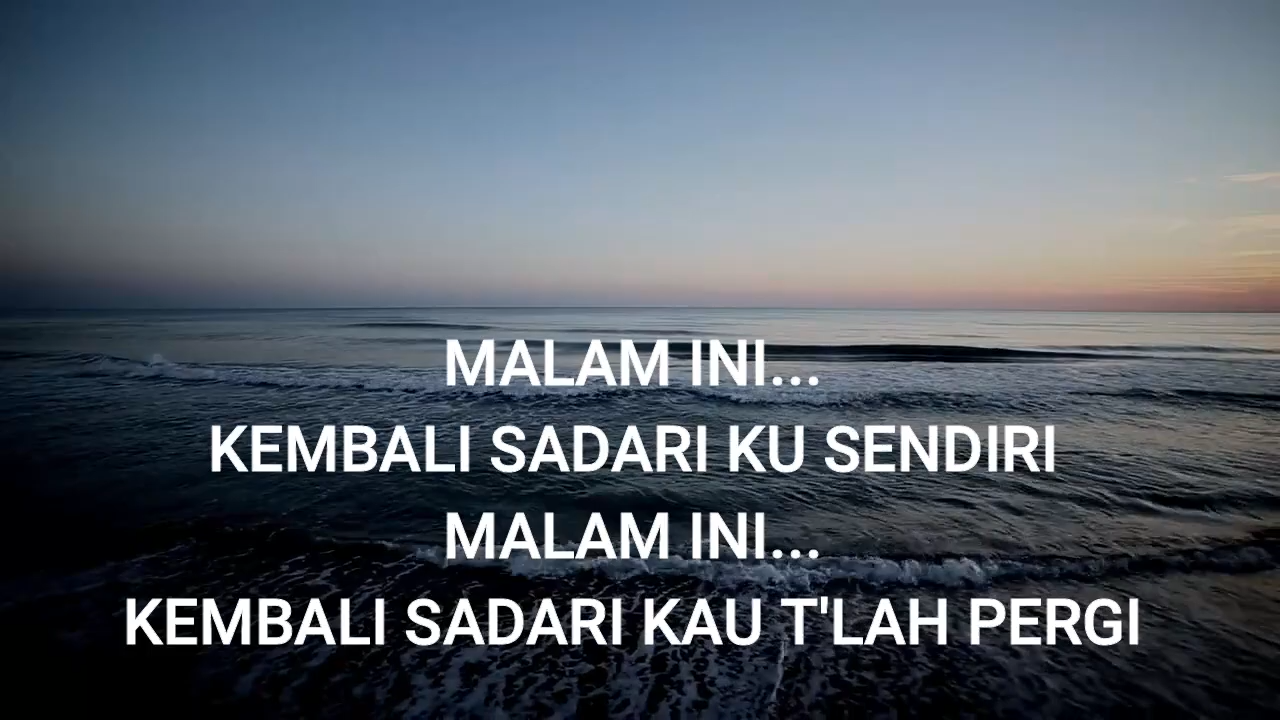 MALAM INI...
KEMBALI SADARI KU SENDIRI
MALAM INI...
KEMBALI SADARI KAU T'LAH PERGI